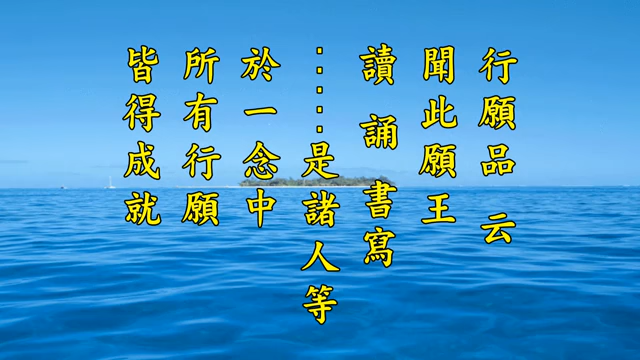 行願品 云
聞此願王
讀 誦 書寫
⋯⋯是諸人等
於一念中
所有行願
皆得成就